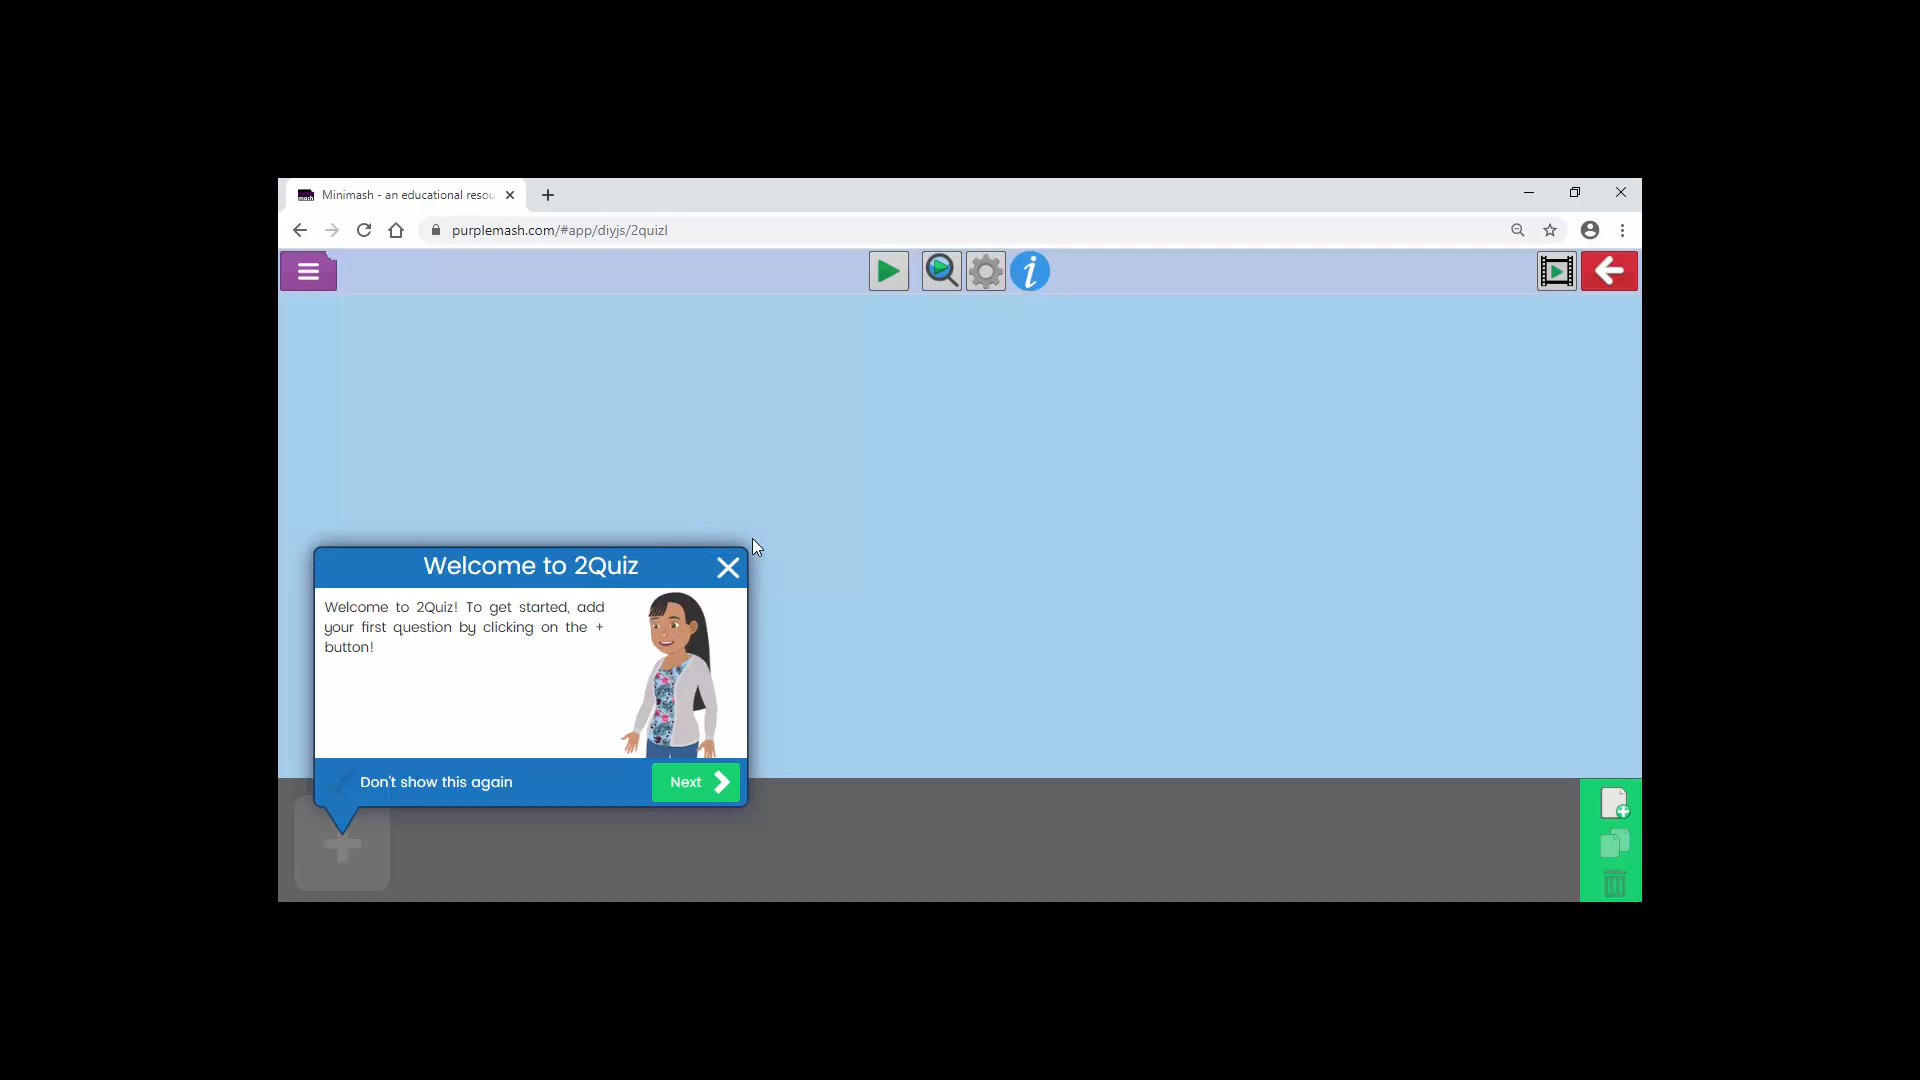 Minimash - an educational resou
purplemash.com/#app/diyjs/2quizl
i
Welcome to 2Quiz
Welcome to 2Quiz! To get started, add
your first question by clicking on the +
button!
Don't show this again
Next